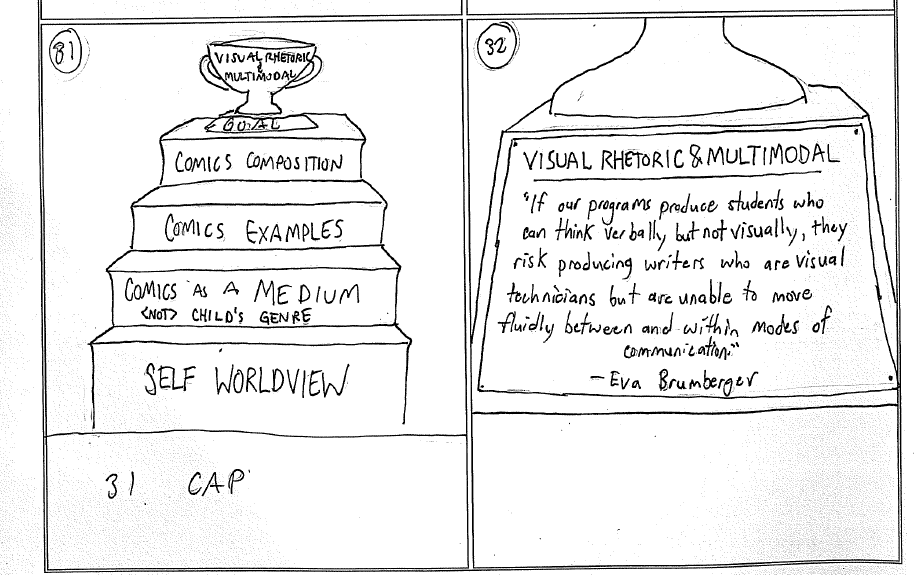 31
VISUAL RHETORIC
&
MULTIMODAL
GOAL
COMICS COMPOSITION
COMICS EXAMPLES
COMICS AS A MEDIUM
<NOT> CHILD'S GENRE
SELF WORLDVIEW
31 CAP
32
VISUAL RHETORIC & MULTIMODAL
"If our programs produce students who
can think verbally but not visually, they
risk producing writers who are visual
technicians but are unable to move
fluidly between and within modes of
communication."
- Eva Brumberger